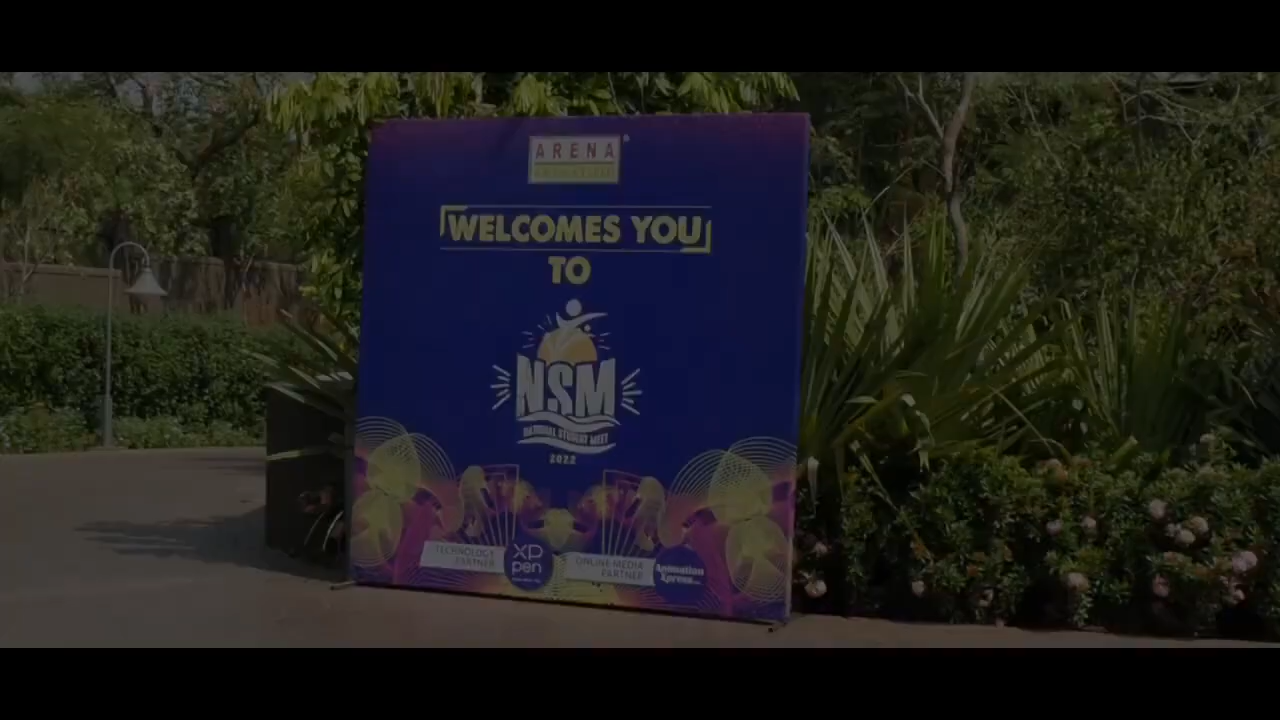 ARENA
WELCOMES YOU
TO
NSM
NATIONAL STUDENT MEET
2022
TECHNOLOGY
PARTNER
XP
pen
ONLINE MEDIA
PARTNER
Animation
Xpress